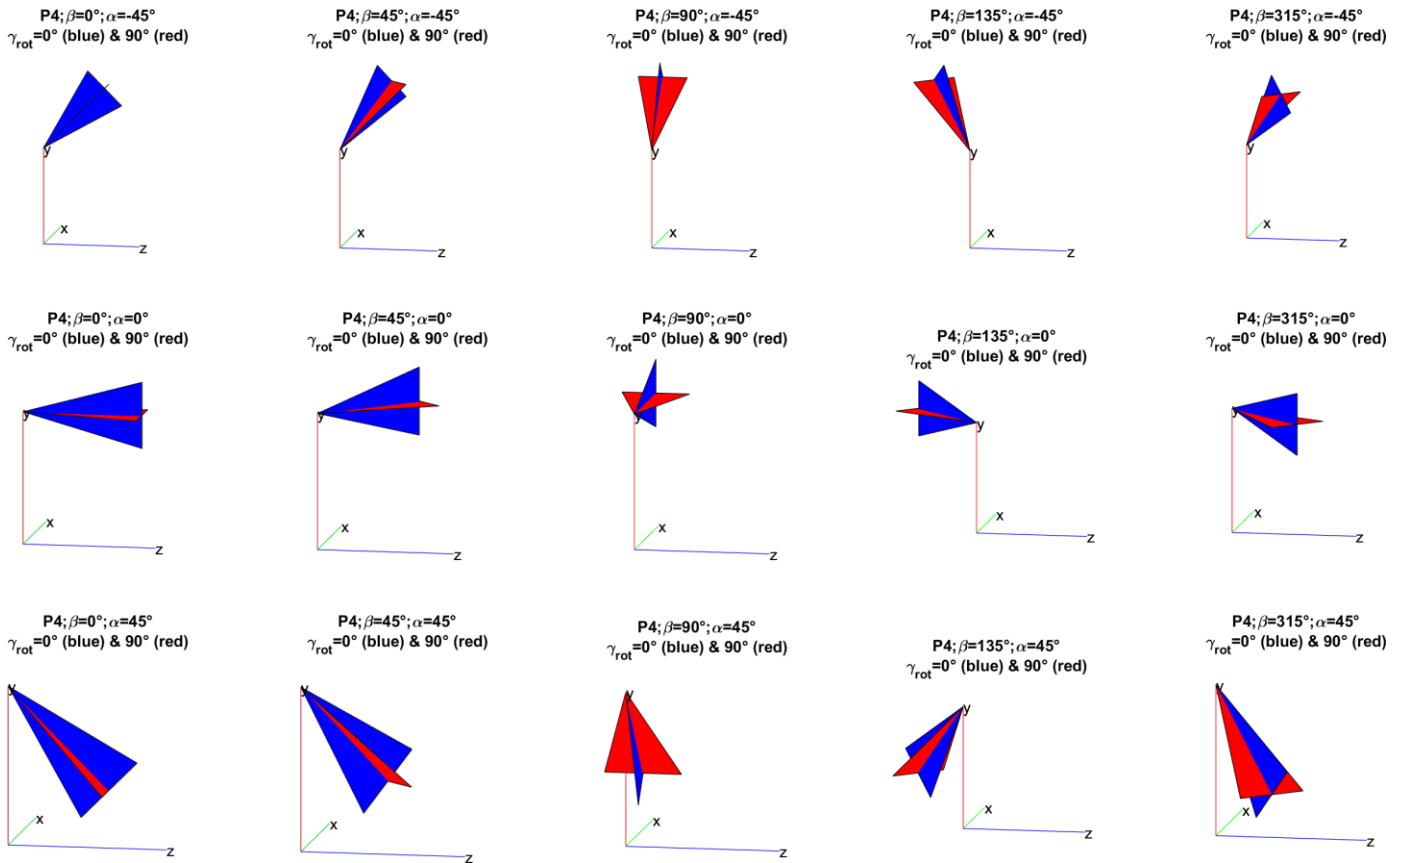 P4;β=0°;α=-45°
γrot=0° (blue) & 90° (red)
y
x
z
P4;β=45°;α=-45°
γrot=0° (blue) & 90° (red)
y
x
z
P4;β=90°;α=-45°
γrot=0° (blue) & 90° (red)
y
x
z
P4;β=135°;α=-45°
γrot=0° (blue) & 90° (red)
y
x
z
P4;β=315°;α=-45°
γrot=0° (blue) & 90° (red)
y
x
z
P4;β=0°;α=0°
γrot=0° (blue) & 90° (red)
y
x
z
P4;β=45°;α=0°
γrot=0° (blue) & 90° (red)
y
x
z
P4;β=90°;α=0°
γrot=0° (blue) & 90° (red)
y
x
z
P4;β=135°;α=0°
γrot=0° (blue) & 90° (red)
y
x
z
P4;β=315°;α=0°
γrot=0° (blue) & 90° (red)
y
x
z
P4;β=0°;α=45°
γrot=0° (blue) & 90° (red)
y
x
z
P4;β=45°;α=45°
γrot=0° (blue) & 90° (red)
y
x
z
P4;β=90°;α=45°
γrot=0° (blue) & 90° (red)
y
x
z
P4;β=135°;α=45°
γrot=0° (blue) & 90° (red)
y
x
z
P4;β=315°;α=45°
γrot=0° (blue) & 90° (red)
y
x
z